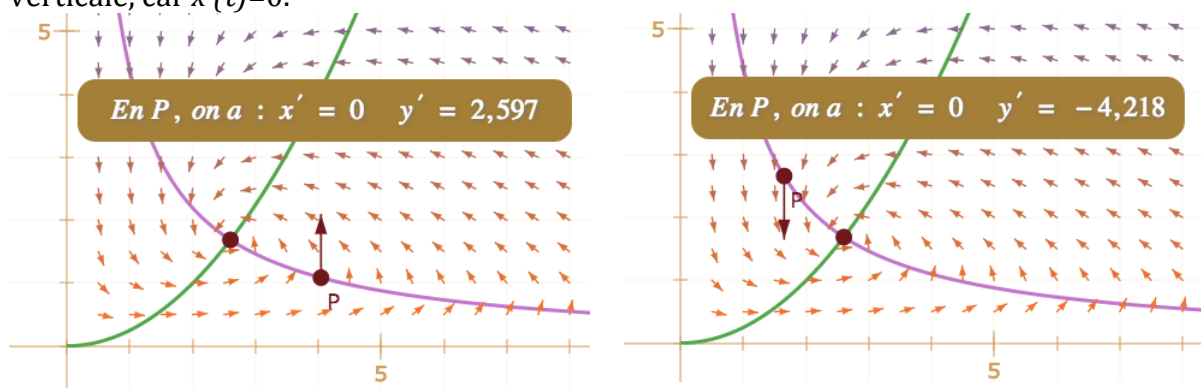 verticale, car x'(t)=0.
5
En P, on a : x′ = 0 y′ = 2,597
P
5
5
En P, on a : x′ = 0 y′ = −4,218
P
5